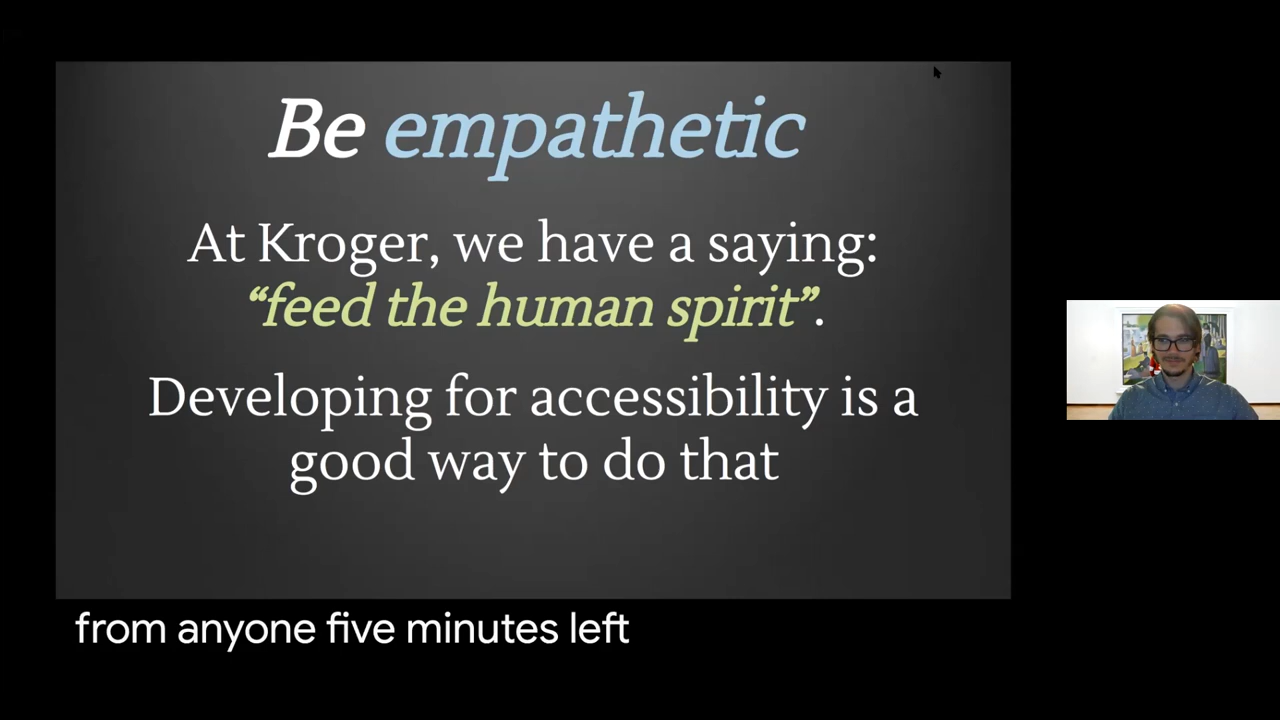 Be empathetic
At Kroger, we have a saying:
“feed the human spirit”.
Developing for accessibility is a
good way to do that
from anyone five minutes left